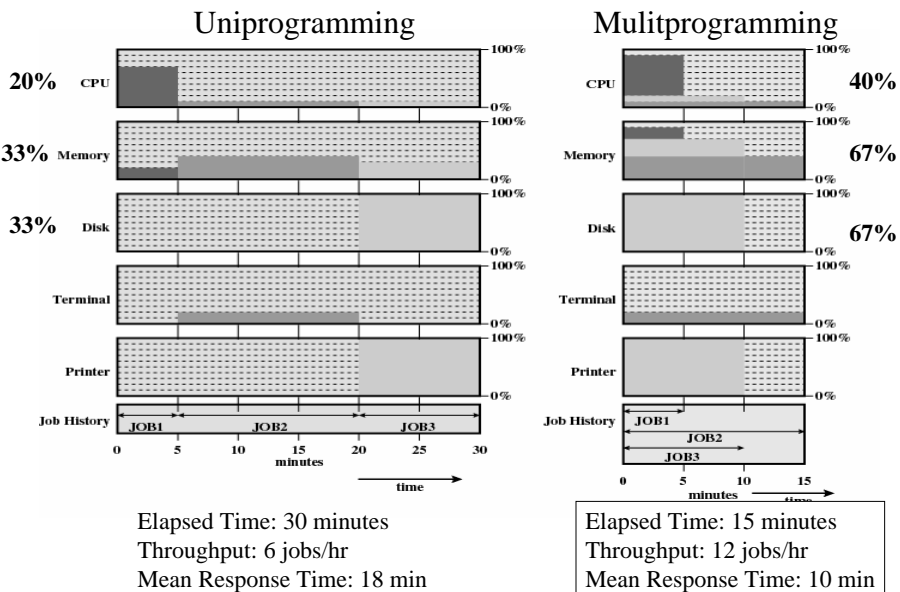 Uniprogramming
Mulitprogramming
20%
CPU
100%
0%
33%
Memory
100%
0%
33%
Disk
100%
0%
Terminal
100%
0%
Printer
100%
0%
Job History
JOB1
JOB2
JOB3
0 5 10 15 20 25 30
minutes
time
CPU
100%
0%
40%
Memory
100%
0%
67%
Disk
100%
0%
67%
Terminal
100%
0%
Printer
100%
0%
Job History
JOB1
JOB2
JOB3
0 5 10 15
minutes
time
Elapsed Time: 30 minutes
Throughput: 6 jobs/hr
Mean Response Time: 18 min
Elapsed Time: 15 minutes
Throughput: 12 jobs/hr
Mean Response Time: 10 min